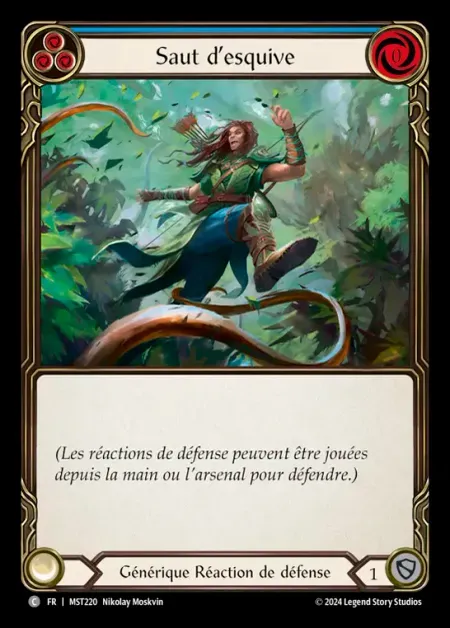 Saut d'esquive
0
(Les réactions de défense peuvent être jouées
depuis la main ou l'arsenal pour défendre.)
Générique Réaction de défense
1
C FR | MST220 Nikolay Moskvin
© 2024 Legend Story Studios